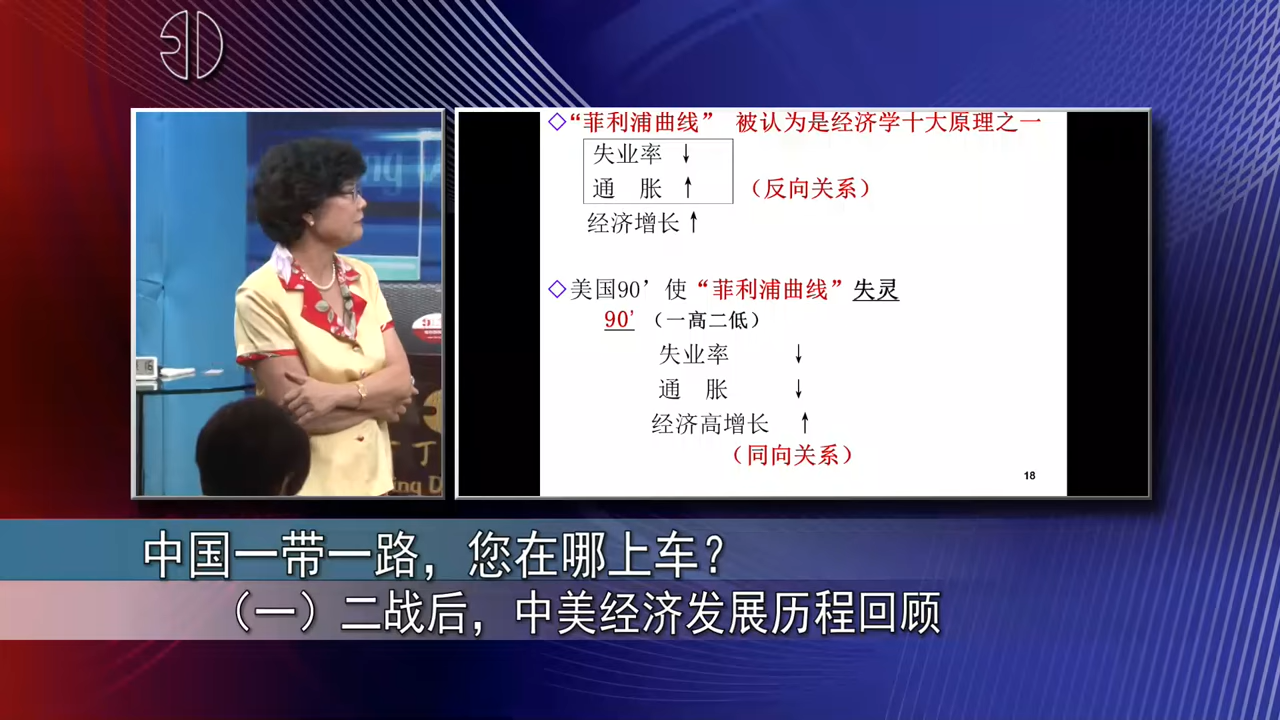 ◇“菲利浦曲线” 被认为是经济学十大原理之一
失业率 ↓
通 胀 ↑ （反向关系）
经济增长 ↑
◇美国90’使“菲利浦曲线”失灵
90'（一高二低）
失业率 ↓
通 胀 ↓
经济高增长 ↑
（同向关系）
18
中国一带一路，您在哪上车？
（一）二战后，中美经济发展历程回顾